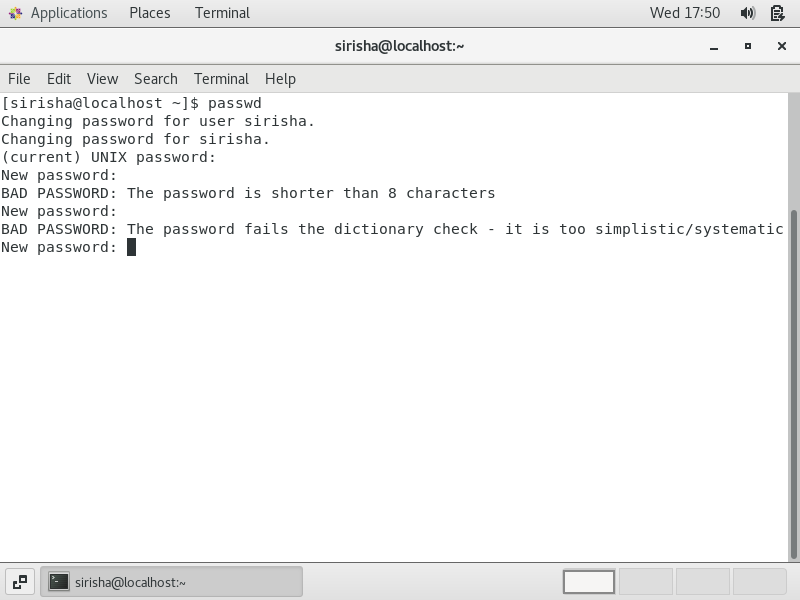 Applications Places Terminal Wed 17:50
sirisha@localhost:~
File Edit View Search Terminal Help
[sirisha@localhost ~]$ passwd
Changing password for user sirisha.
Changing password for sirisha.
(current) UNIX password:
New password:
BAD PASSWORD: The password is shorter than 8 characters
New password:
BAD PASSWORD: The password fails the dictionary check - it is too simplistic/systematic
New password:
sirisha@localhost:~